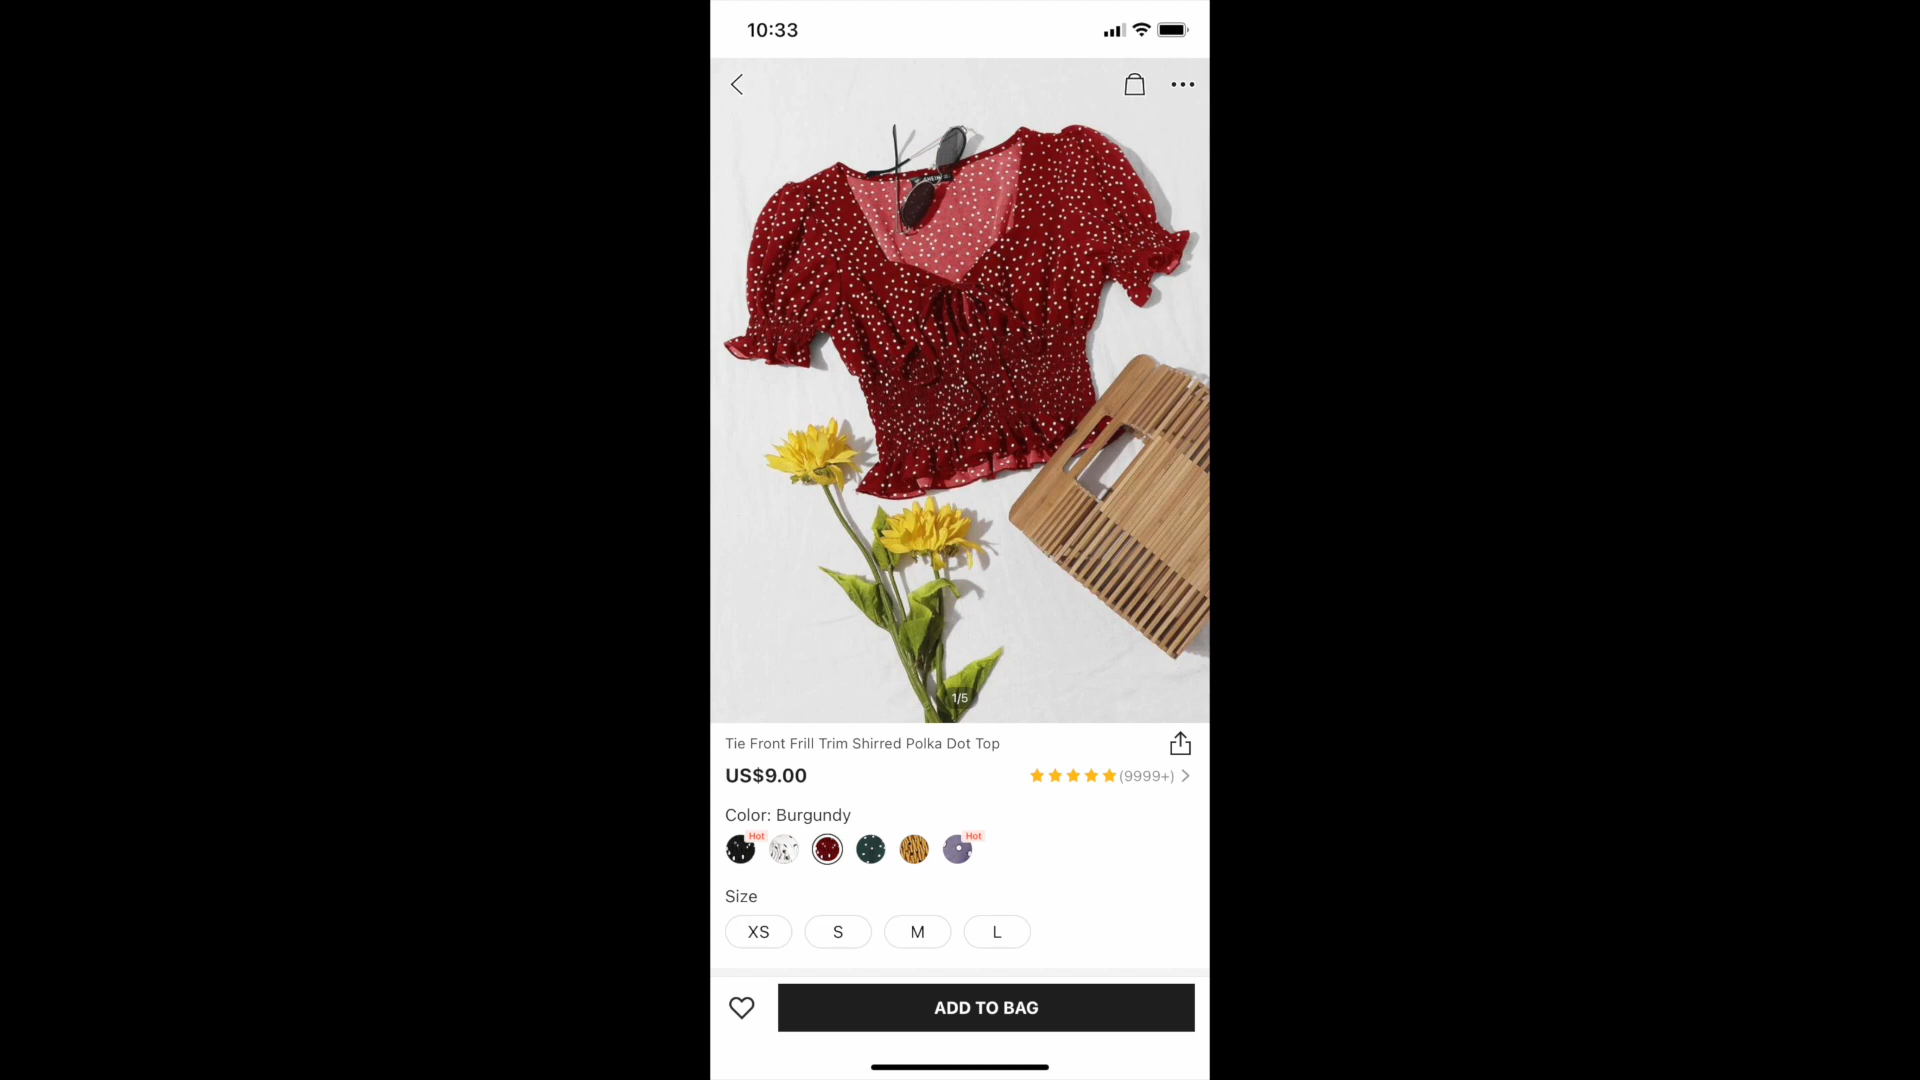 10:33
1/5
Tie Front Frill Trim Shirred Polka Dot Top
US$9.00
(9999+)
Color: Burgundy
Hot
Hot
Size
XS S M L
ADD TO BAG